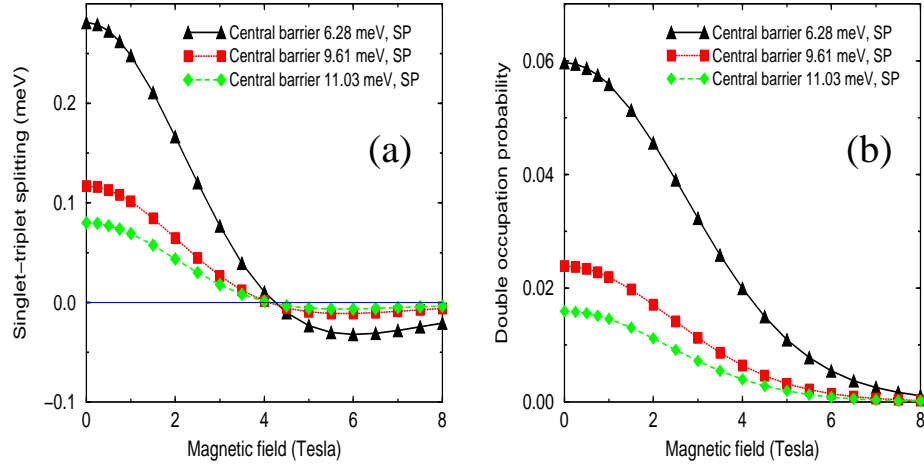 Singlet−triplet splitting (meV)
0.2
0.1
0.0
−0.1
Central barrier 6.28 meV, SP
Central barrier 9.61 meV, SP
Central barrier 11.03 meV, SP
(a)
0 2 4 6 8
Magnetic field (Tesla)
Double occupation probability
0.06
0.04
0.02
0.00
Central barrier 6.28 meV, SP
Central barrier 9.61 meV, SP
Central barrier 11.03 meV, SP
(b)
0 2 4 6 8
Magnetic field (Tesla)